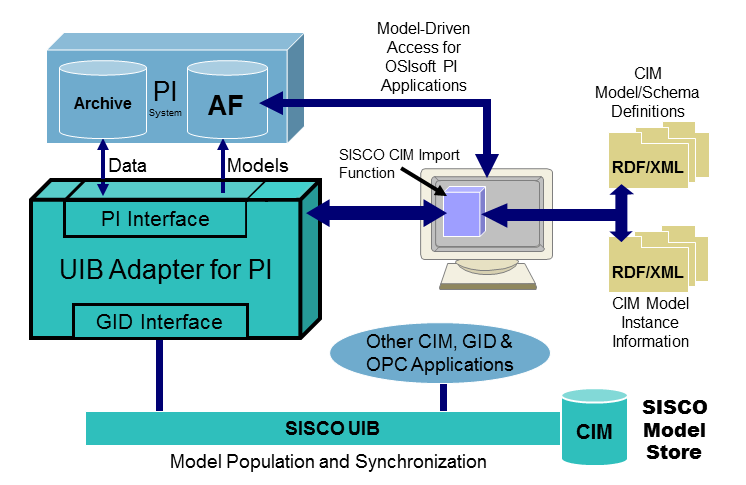 Model-Driven
Access for
OSIsoft PI
Applications
CIM
Model/Schema
Definitions
Archive
PI
System
AF
Data
Models
SISCO CIM Import
Function
RDF/XML
PI Interface
UIB Adapter for PI
GID Interface
RDF/XML
CIM Model
Instance
Information
Other CIM, GID &
OPC Applications
SISCO UIB
CIM
SISCO
Model
Store
Model Population and Synchronization